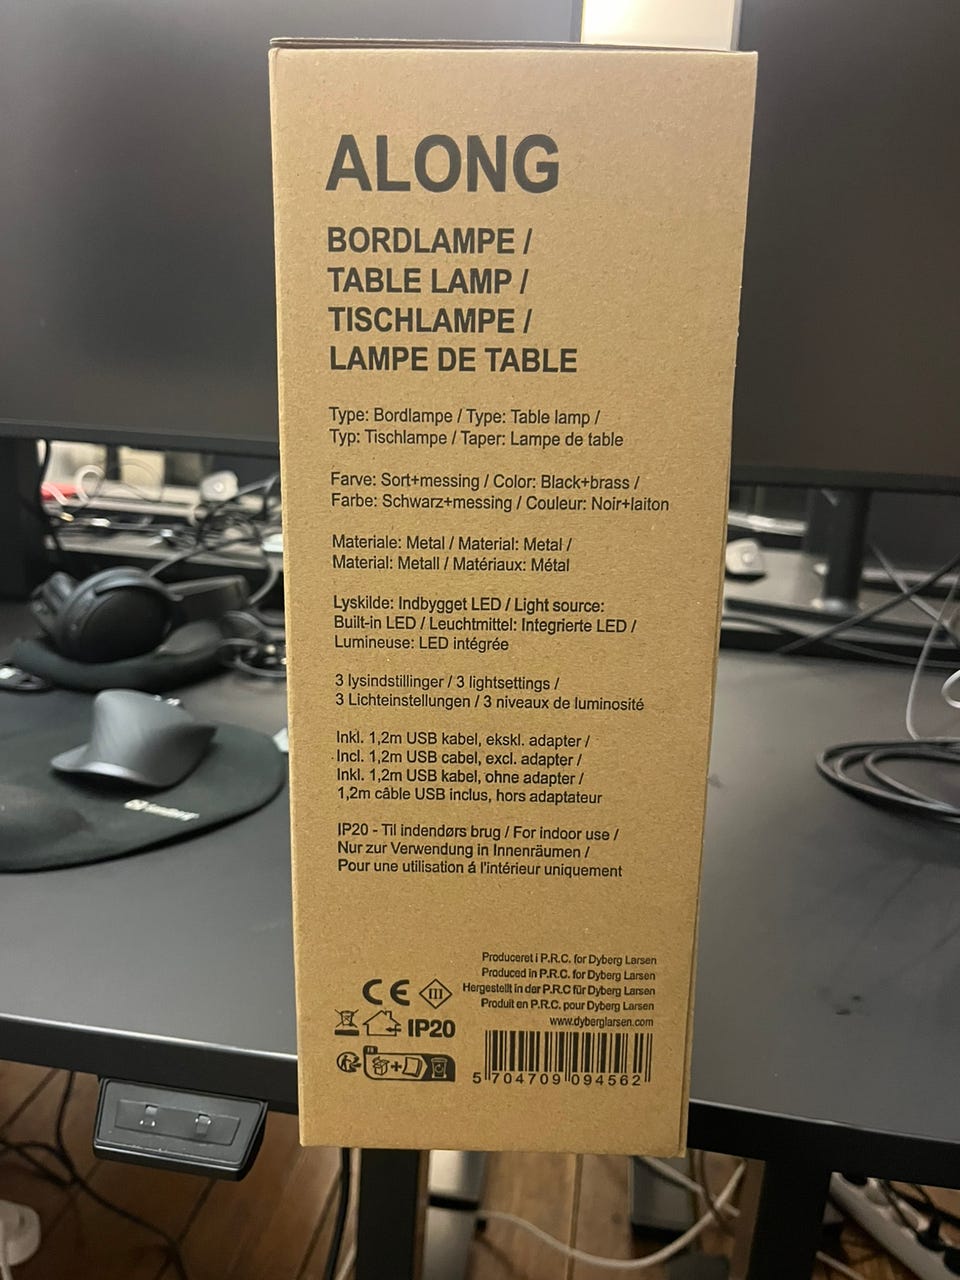 ALONG
BORDLAMPE /
TABLE LAMP /
TISCHLAMPE /
LAMPE DE TABLE
Type: Bordlampe / Type: Table lamp /
Typ: Tischlampe / Taper: Lampe de table
Farve: Sort+messing / Color: Black+brass /
Farbe: Schwarz+messing / Couleur: Noir+laiton
Materiale: Metal / Material: Metal /
Material: Metall / Matériaux: Métal
Lyskilde: Indbygget LED / Light source:
Built-in LED / Leuchtmittel: Integrierte LED /
Lumineuse: LED intégrée
3 lysindstillinger / 3 lightsettings /
3 Lichteinstellungen / 3 niveaux de luminosité
Inkl. 1,2m USB kabel, ekskl. adapter /
Incl. 1,2m USB cabel, excl. adapter /
Inkl. 1,2m USB kabel, ohne adapter /
1,2m câble USB inclus, hors adaptateur
IP20 - Til indendørs brug / For indoor use /
Nur zur Verwendung in Innenräumen /
Pour une utilisation á l'intérieur uniquement
Produceret i P.R.C. for Dyberg Larsen
Produced in P.R.C. for Dyberg Larsen
Hergestellt in der P.R.C für Dyberg Larsen
Produit en P.R.C. pour Dyberg Larsen
www.dyberglarsen.com
CE III
IP20
FR
5 704709 094562